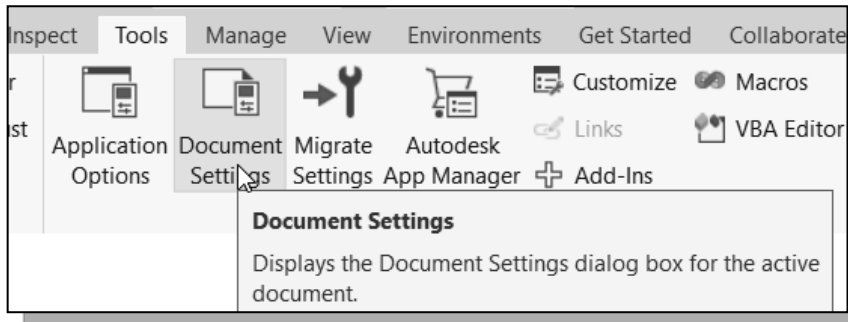 Inspect Tools Manage View Environments Get Started Collaborate
Customize Macros
Links VBA Editor
Application Document Migrate Autodesk
Options Settings Settings App Manager Add-Ins
Document Settings
Displays the Document Settings dialog box for the active
document.